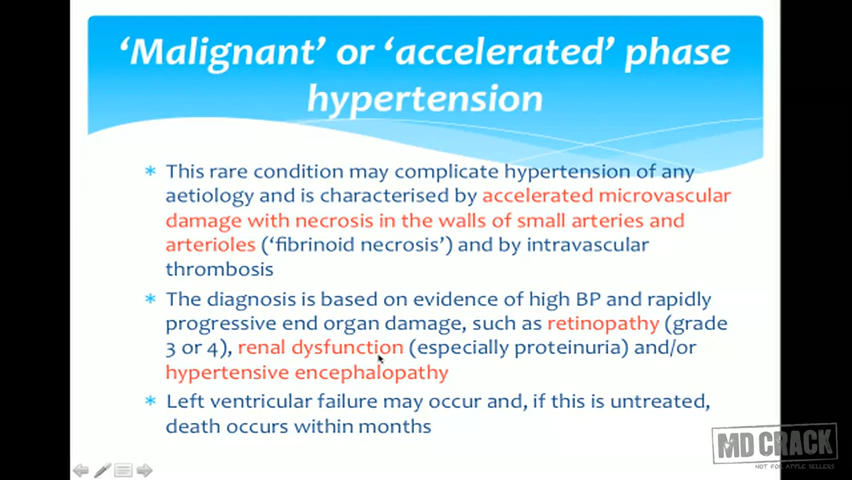 ‘Malignant’ or ‘accelerated’ phase
hypertension
* This rare condition may complicate hypertension of any
aetiology and is characterised by accelerated microvascular
damage with necrosis in the walls of small arteries and
arterioles (‘fibrinoid necrosis’) and by intravascular
thrombosis
* The diagnosis is based on evidence of high BP and rapidly
progressive end organ damage, such as retinopathy (grade
3 or 4), renal dysfunction (especially proteinuria) and/or
hypertensive encephalopathy
* Left ventricular failure may occur and, if this is untreated,
death occurs within months
MD CRACK
NOT FOR APPLE SELLERS